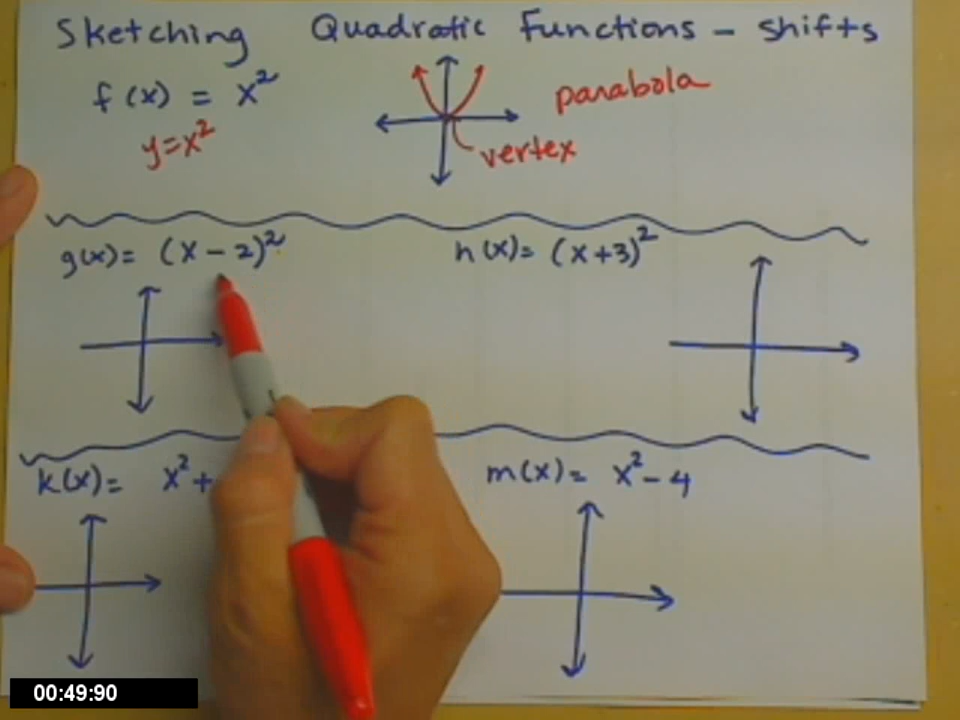 Sketching Quadratic Functions - shifts
f(x) = x²
y=x²
parabola
vertex
g(x)= (x-2)²
h(x)= (x+3)²
k(x)= x²+
m(x)= x²-4
00:49:90